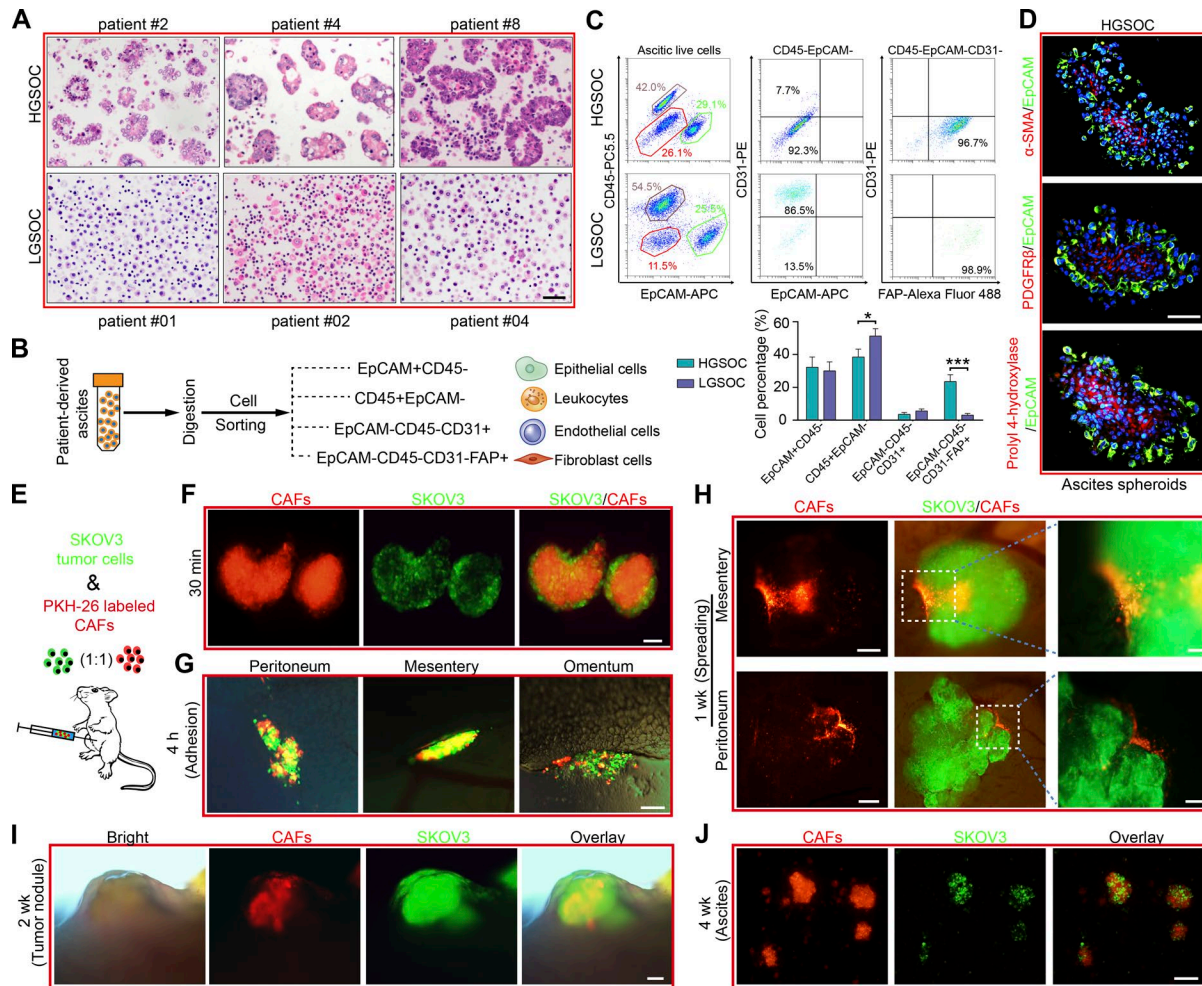 A
patient #2
patient #4
patient #8
HGSOC
LGSOC
patient #01
patient #02
patient #04
B
Patient-derived
ascites
Digestion
Cell
Sorting
EpCAM+CD45-
CD45+EpCAM-
EpCAM-CD45-CD31+
EpCAM-CD45-CD31-FAP+
Epithelial cells
Leukocytes
Endothelial cells
Fibroblast cells
C
Ascitic live cells
CD45-EpCAM-
CD45-EpCAM-CD31-
HGSOC
LGSOC
CD45-PC5.5
42.0%
29.1%
26.1%
54.5%
25.5%
11.5%
EpCAM-APC
CD31-PE
7.7%
92.3%
86.5%
13.5%
EpCAM-APC
CD31-PE
96.7%
98.9%
FAP-Alexa Fluor 488
Cell percentage (%)
60
40
20
0
*
***
HGSOC
LGSOC
EpCAM+CD45-
CD45+EpCAM-
EpCAM-CD45-
CD31+
EpCAM-CD45-
CD31-FAP+
D
HGSOC
α-SMA/EpCAM
PDGFRβ/EpCAM
Prolyl 4-hydroxylase
/EpCAM
Ascites spheroids
E
SKOV3
tumor cells
&
PKH-26 labeled
CAFs
(1:1)
F
CAFs
SKOV3
SKOV3/CAFs
30 min
G
Peritoneum
Mesentery
Omentum
4 h
(Adhesion)
H
CAFs
SKOV3/CAFs
1 wk (Spreading)
Mesentery
Peritoneum
I
Bright
CAFs
SKOV3
Overlay
2 wk
(Tumor nodule)
J
CAFs
SKOV3
Overlay
4 wk
(Ascites)